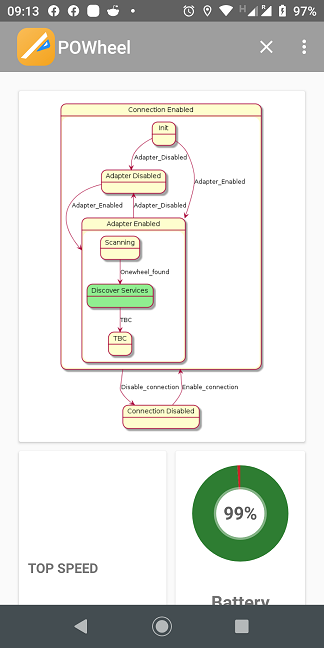 09:13
97%
POWheel
Connection Enabled
Init
Adapter_Disabled
Adapter Disabled
Adapter_Enabled
Adapter_Enabled
Adapter_Disabled
Adapter Enabled
Scanning
Onewheel_found
Discover Services
TBC
TBC
Disable_connection
Enable_connection
Connection Disabled
TOP SPEED
99%
Battery